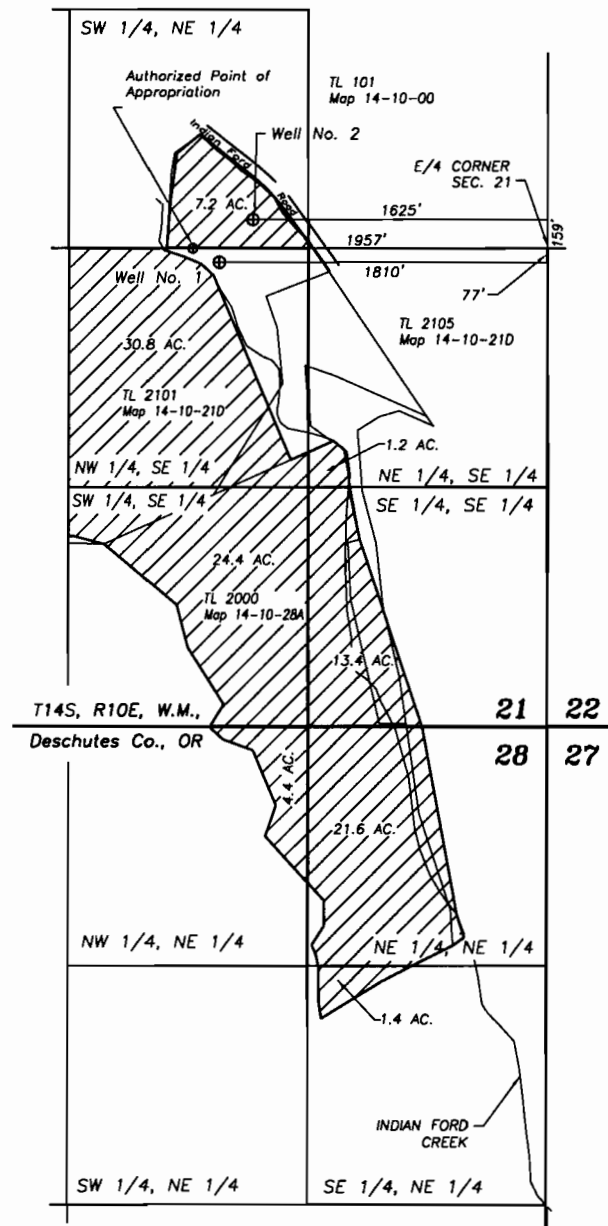 SW 1/4, NE 1/4
Authorized Point of
Appropriation
TL 101
Map 14-10-00
Indian Ford Road
Well No. 2
E/4 CORNER
SEC. 21
7.2 AC.
1625'
159'
1957'
Well No. 1
1810'
77'
30.8 AC.
TL 2105
Map 14-10-21D
TL 2101
Map 14-10-21D
1.2 AC.
NW 1/4, SE 1/4
NE 1/4, SE 1/4
SW 1/4, SE 1/4
SE 1/4, SE 1/4
24.4 AC.
TL 2000
Map 14-10-28A
13.4 AC.
T14S, R10E, W.M.,
21 22
Deschutes Co., OR
28 27
4.4 AC.
21.6 AC.
NW 1/4, NE 1/4
NE 1/4, NE 1/4
1.4 AC.
INDIAN FORD
CREEK
SW 1/4, NE 1/4
SE 1/4, NE 1/4